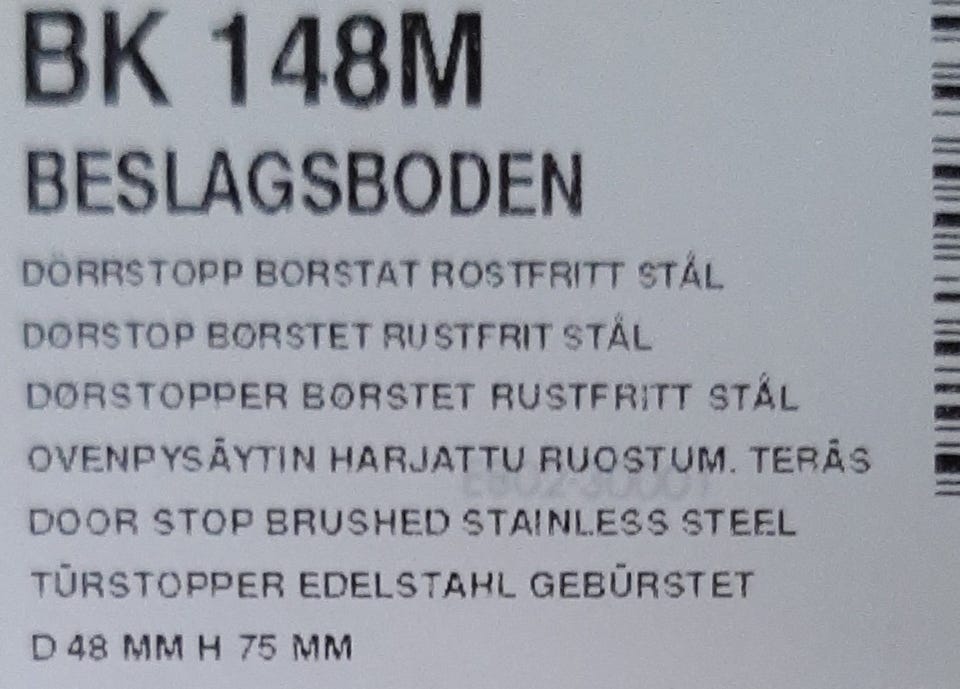 BK 148M
BESLAGSBODEN
DÖRRSTOPP BORSTAT ROSTFRITT STÅL
DØRSTOP BØRSTET RUSTFRIT STÅL
DØRSTOPPER BØRSTET RUSTFRITT STÅL
OVENPYSÄYTIN HARJATTU RUOSTUM. TERÄS
DOOR STOP BRUSHED STAINLESS STEEL
TÜRSTOPPER EDELSTAHL GEBÜRSTET
D 48 MM H 75 MM